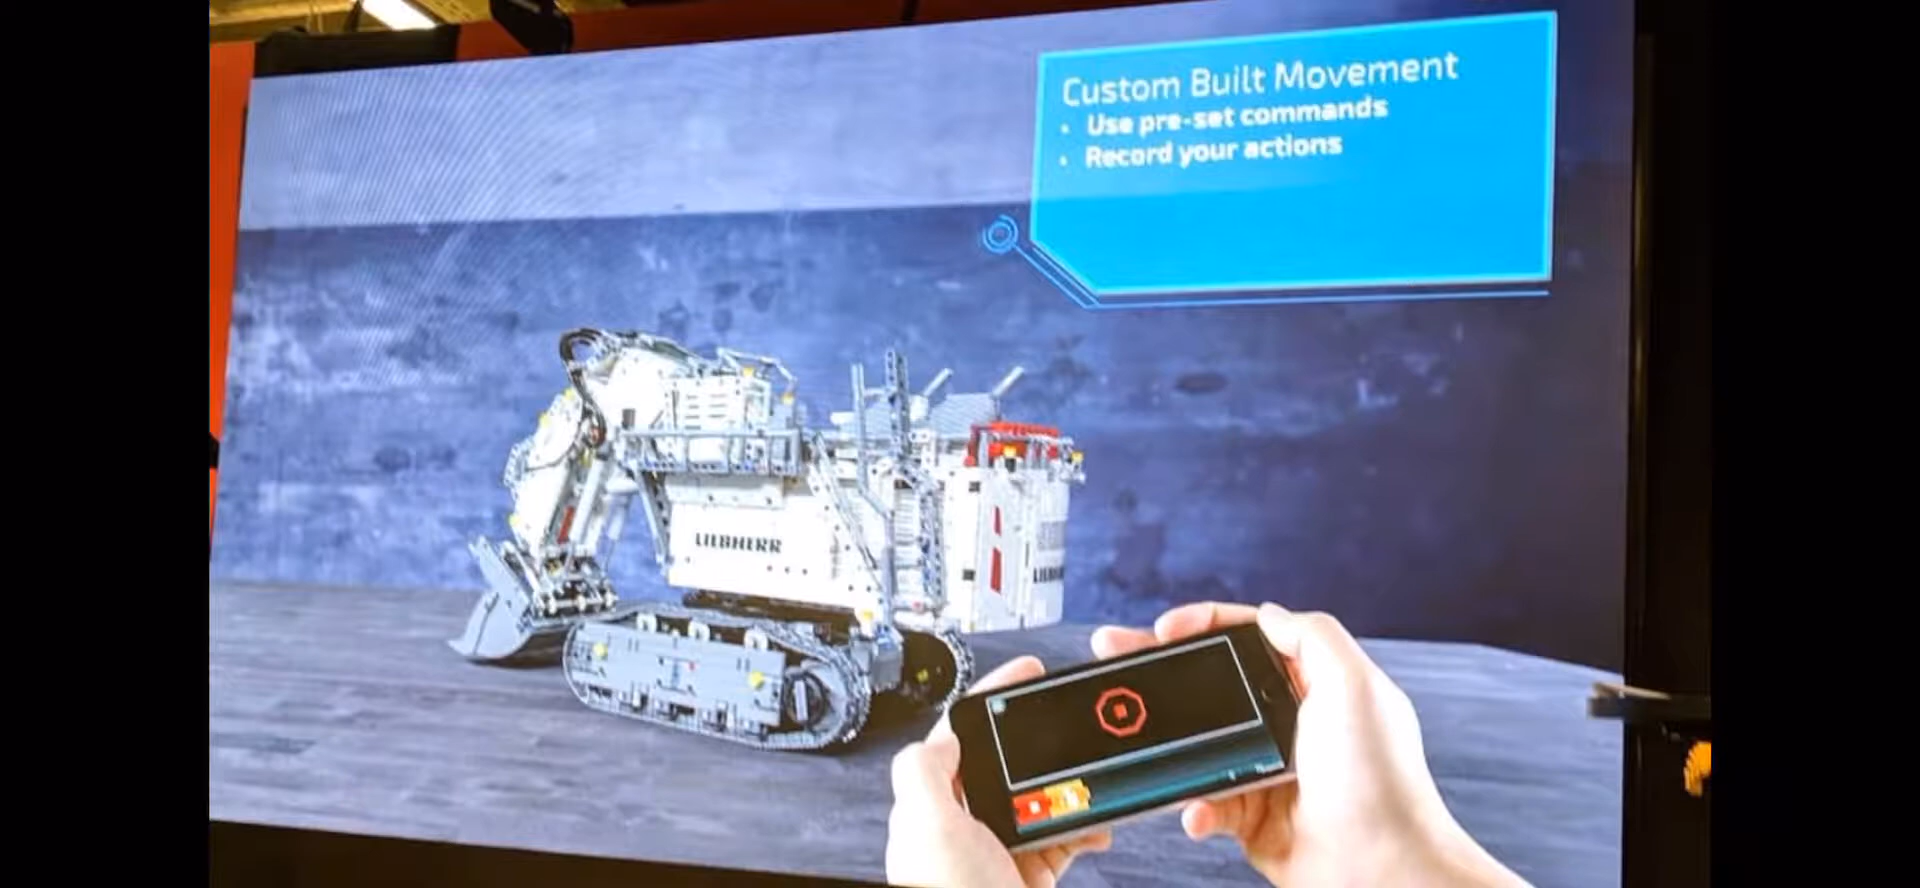 Custom Built Movement
• Use pre-set commands
• Record your actions
LIEBHERR